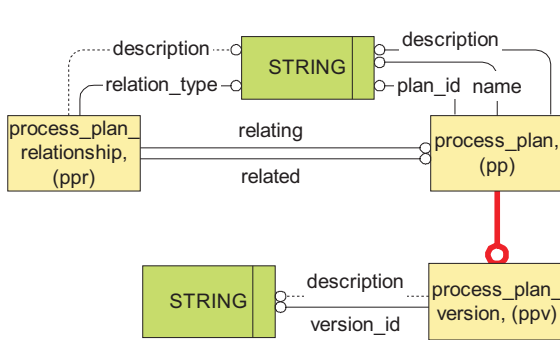 description
description
STRING
relation_type
plan_id
name
process_plan_
relationship,
(ppr)
relating
related
process_plan,
(pp)
STRING
description
version_id
process_plan_
version, (ppv)